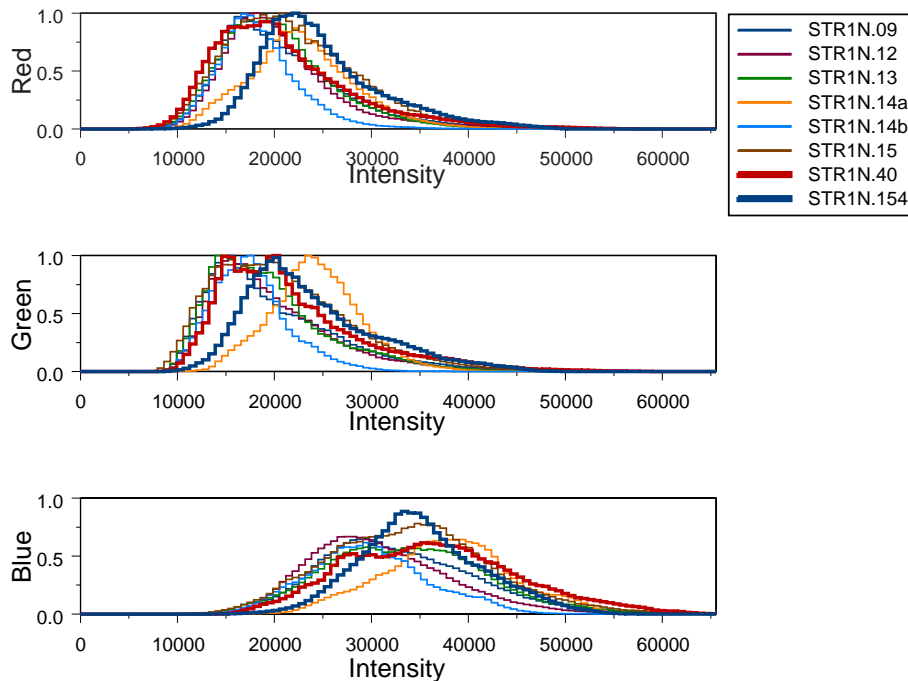 1.0
0.5
0.0
Red
0 10000 20000 30000 40000 50000 60000
Intensity
STR1N.09
STR1N.12
STR1N.13
STR1N.14a
STR1N.14b
STR1N.15
STR1N.40
STR1N.154
1.0
0.5
0.0
Green
0 10000 20000 30000 40000 50000 60000
Intensity
1.0
0.5
0.0
Blue
0 10000 20000 30000 40000 50000 60000
Intensity